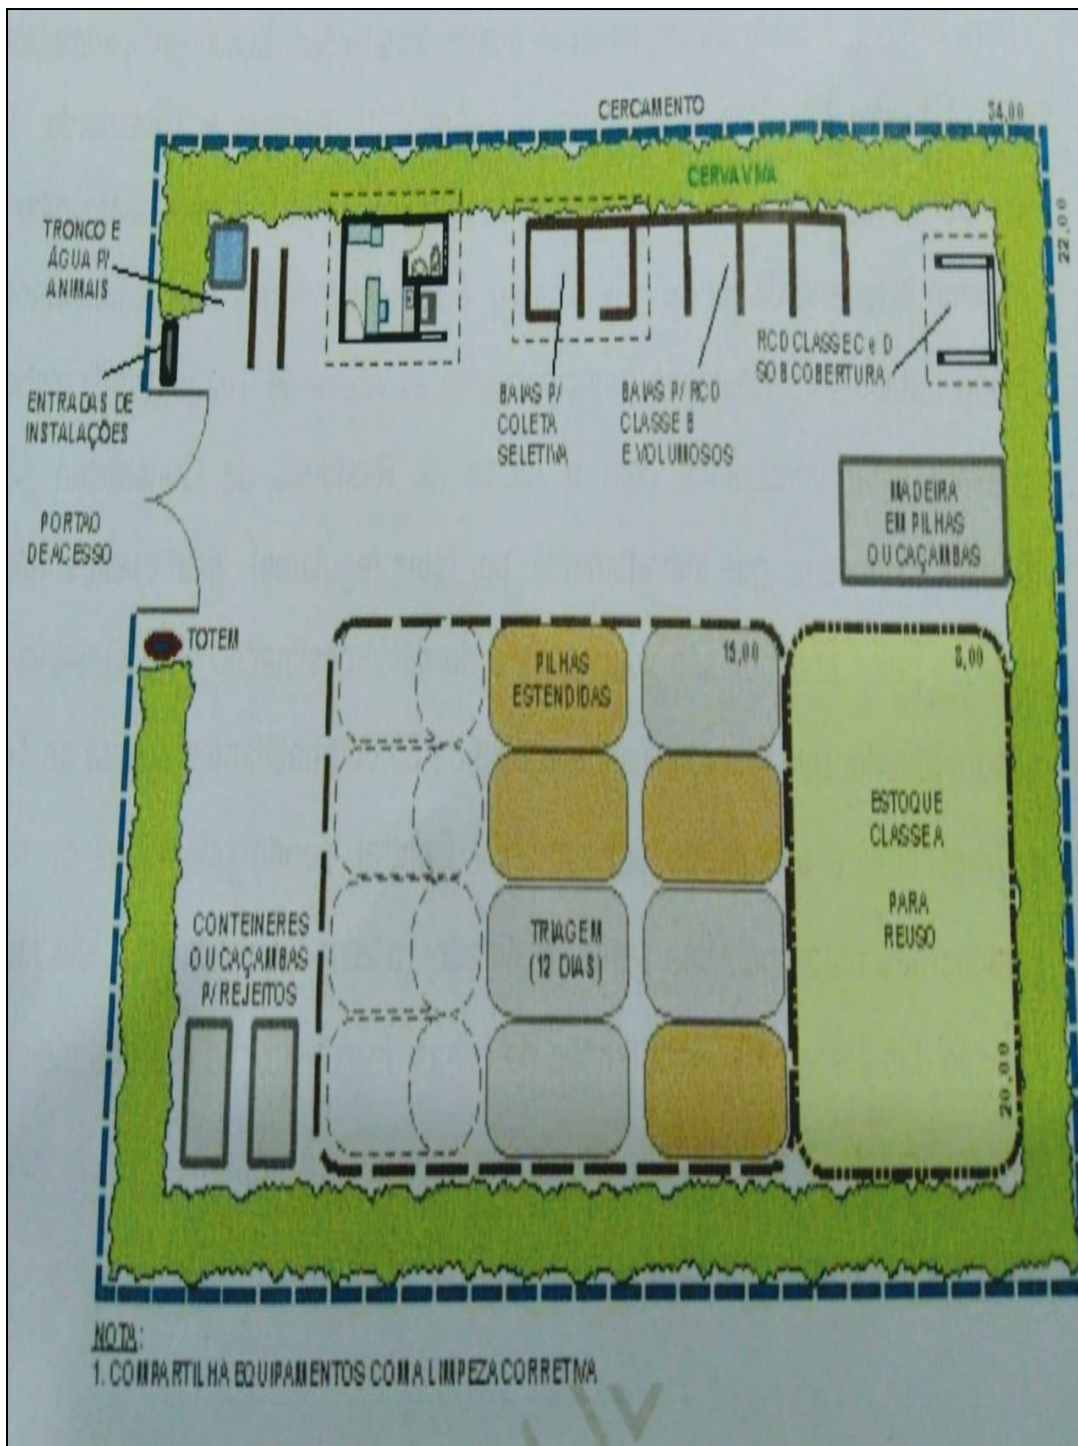 CERCAMENTO
34,00
CERVA VIVA
22,00
TRONCO E
ÁGUA P/
ANIMAIS
ENTRADAS DE
INSTALAÇÕES
BAIAS P/
COLETA
SELETIVA
BAIAS P/ RCD
CLASSE B
E VOLUMOSOS
RCD CLASSE C e D
SOB COBERTURA
PORTÃO
DE ACESSO
MADEIRA
EM PILHAS
OU CAÇAMBAS
TOTEM
PILHAS
ESTENDIDAS
15,00
8,00
ESTOQUE
CLASSE A
PARA
REUSO
CONTEINERES
OU CAÇAMBAS
P/ REJEITOS
TRIAGEM
(12 DIAS)
20,00
NOTA:
1. COMPARTILHA EQUIPAMENTOS COM A LIMPEZA CORRETIVA